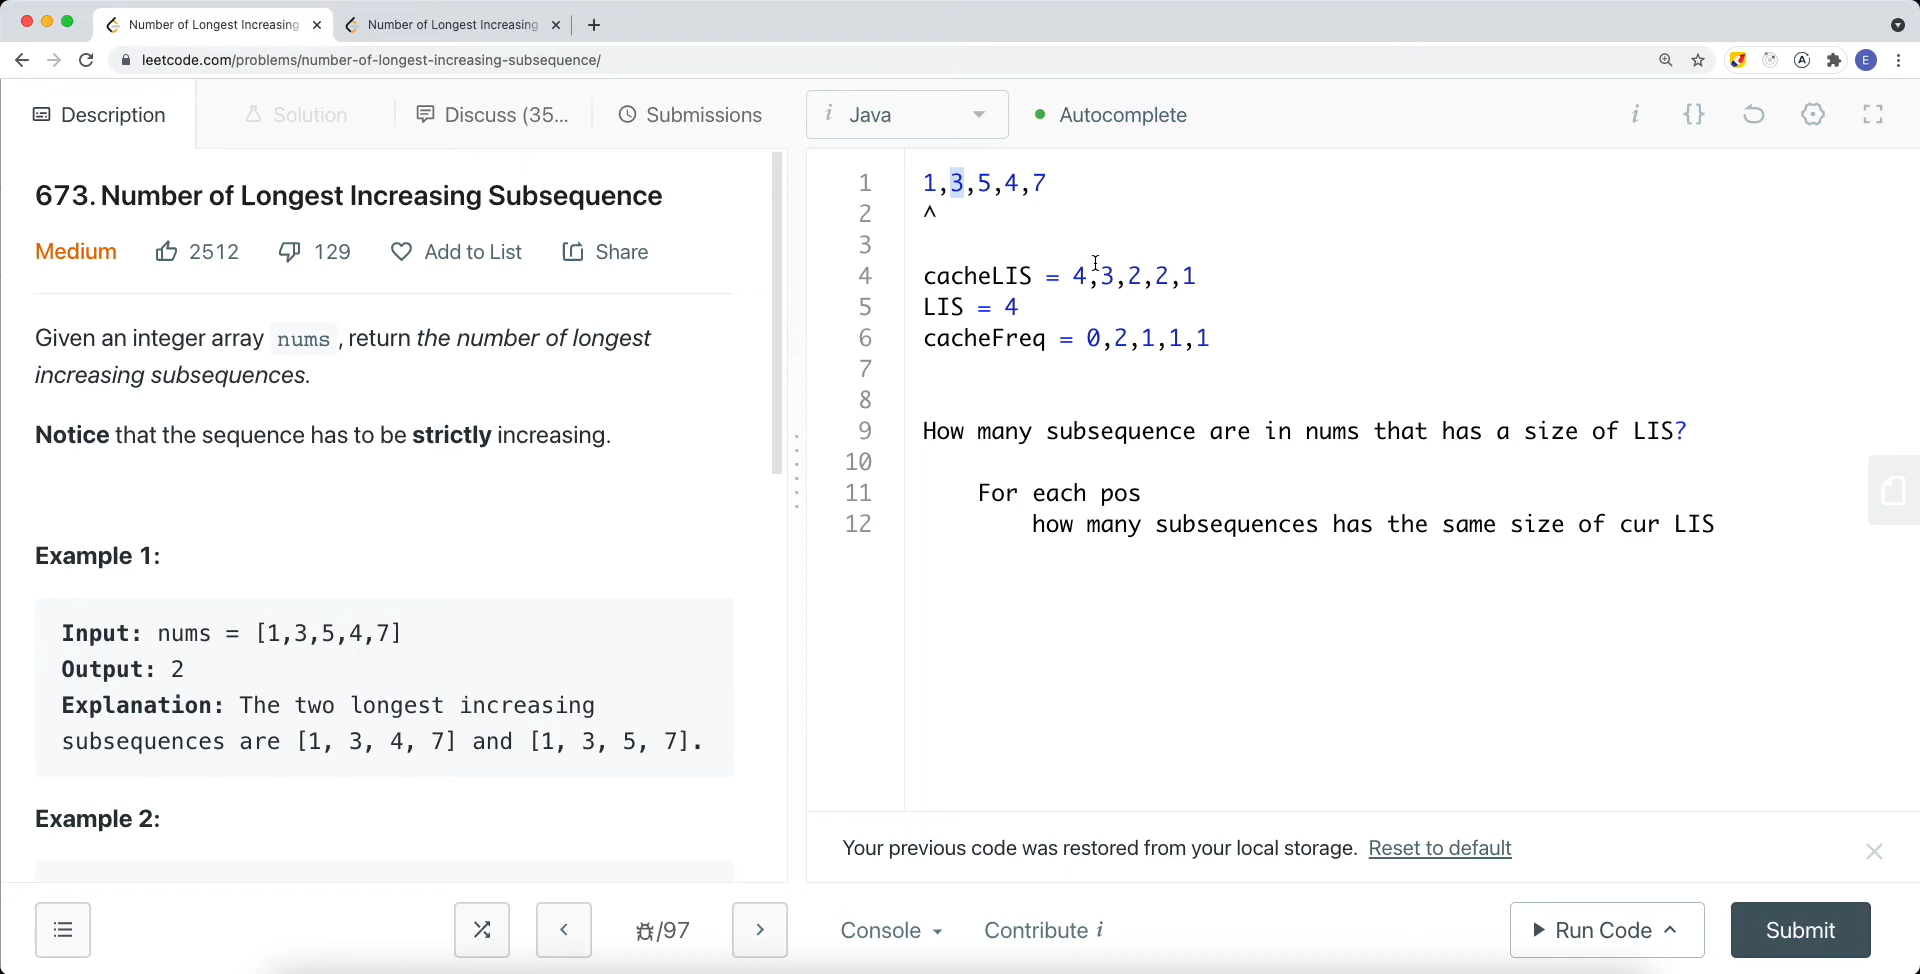 Number of Longest Increasing
Number of Longest Increasing
leetcode.com/problems/number-of-longest-increasing-subsequence/
E
Description
Solution
Discuss (35...
Submissions
i Java
Autocomplete
i {}
673. Number of Longest Increasing Subsequence
Medium 2512 129 Add to List Share
Given an integer array nums, return the number of longest
increasing subsequences.
Notice that the sequence has to be strictly increasing.
Example 1:
Input: nums = [1,3,5,4,7]
Output: 2
Explanation: The two longest increasing
subsequences are [1, 3, 4, 7] and [1, 3, 5, 7].
Example 2:
1 1,3,5,4,7
2 ^
3
4 cacheLIS = 4,3,2,2,1
5 LIS = 4
6 cacheFreq = 0,2,1,1,1
7
8
9 How many subsequence are in nums that has a size of LIS?
10
11 For each pos
12 how many subsequences has the same size of cur LIS
Your previous code was restored from your local storage. Reset to default
/97
Console
Contribute i
Run Code
Submit